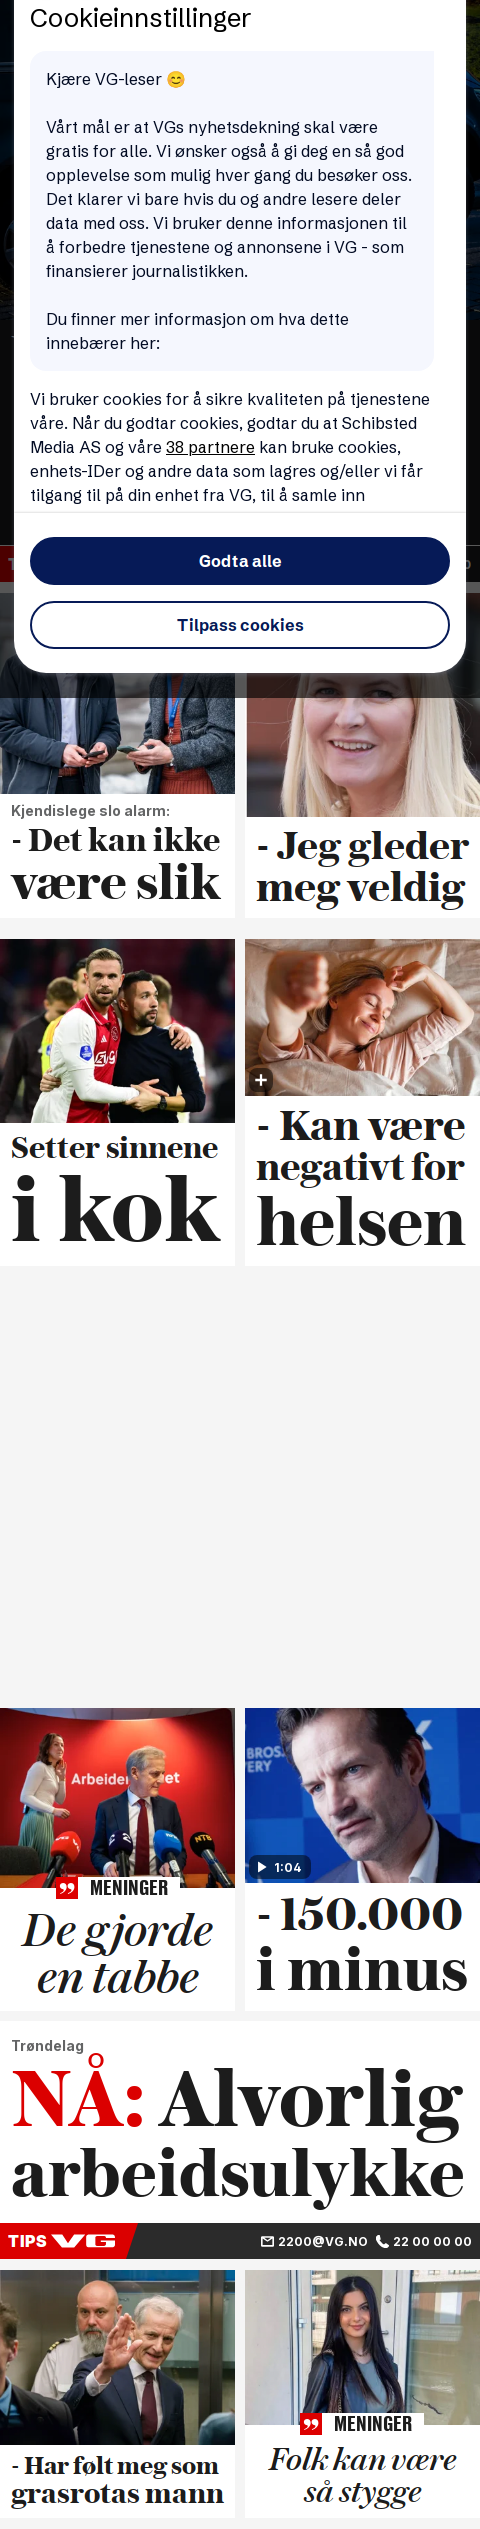 Cookieinnstillinger
Kjære VG-leser 😊
Vårt mål er at VGs nyhetsdekning skal være
gratis for alle. Vi ønsker også å gi deg en så god
opplevelse som mulig hver gang du besøker oss.
Det klarer vi bare hvis du og andre lesere deler
data med oss. Vi bruker denne informasjonen til
å forbedre tjenestene og annonsene i VG - som
finansierer journalistikken.
Du finner mer informasjon om hva dette
innebærer her:
Vi bruker cookies for å sikre kvaliteten på tjenestene
våre. Når du godtar cookies, godtar du at Schibsted
Media AS og våre 38 partnere kan bruke cookies,
enhets-IDer og andre data som lagres og/eller vi får
tilgang til på din enhet fra VG, til å samle inn
Godta alle
Tilpass cookies
Kjendislege slo alarm:
- Det kan ikke
være slik
- Jeg gleder
meg veldig
Setter sinnene
i kok
- Kan være
negativt for
helsen
MENINGER
De gjorde
en tabbe
1:04
- 150.000
i minus
Trøndelag
NÅ: Alvorlig
arbeidsulykke
TIPS VG 2200@VG.NO 22 00 00 00
- Har følt meg som
grasrotas mann
MENINGER
Folk kan være
så stygge